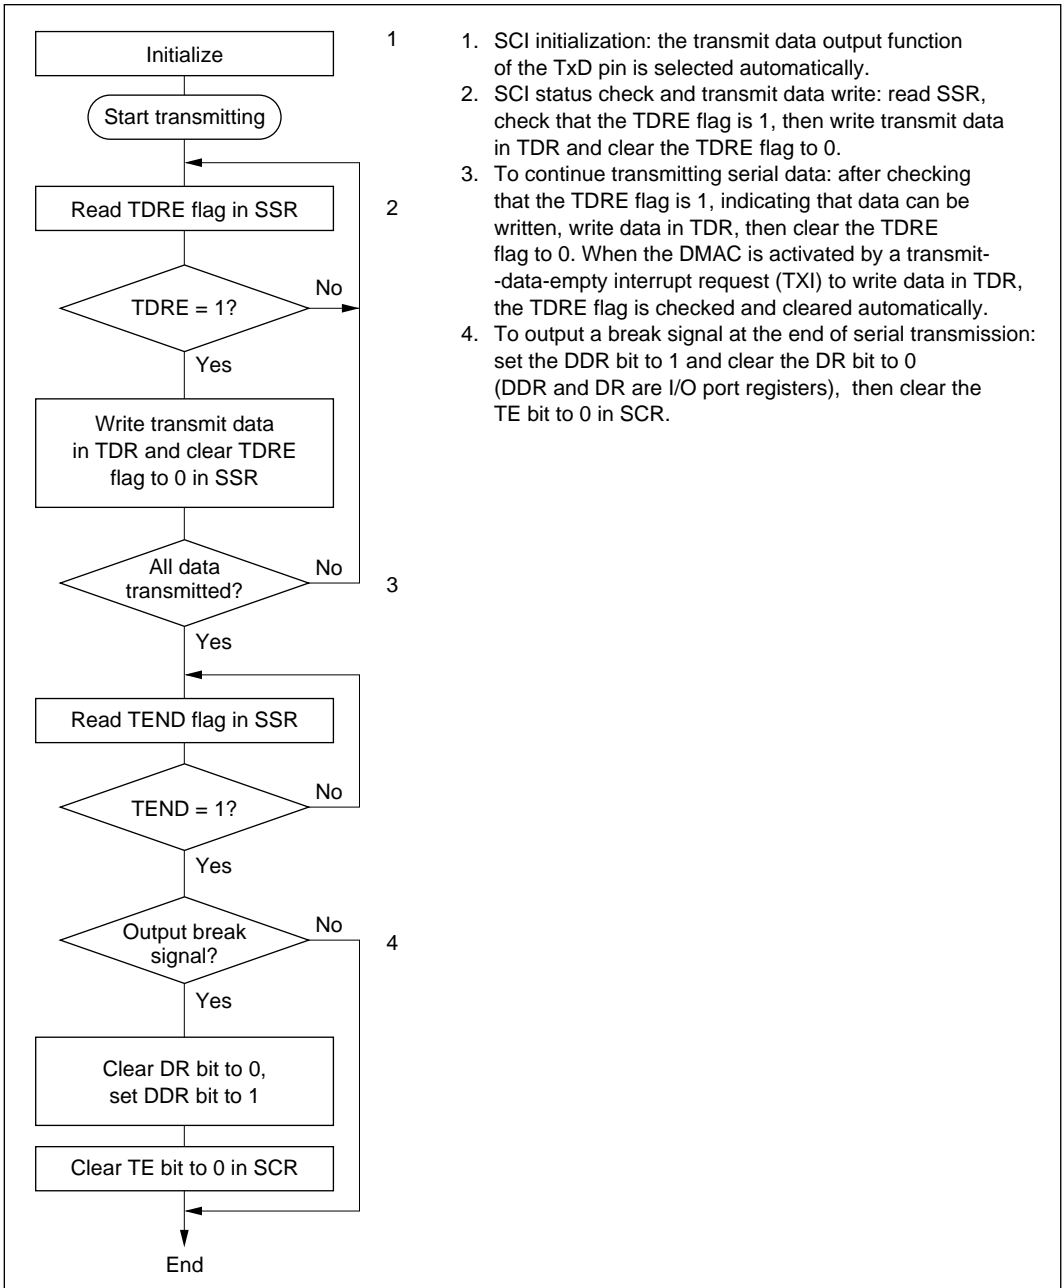 Initialize
1
Start transmitting
Read TDRE flag in SSR
2
TDRE = 1?
No
Yes
Write transmit data
in TDR and clear TDRE
flag to 0 in SSR
All data
transmitted?
No
3
Yes
Read TEND flag in SSR
TEND = 1?
No
Yes
Output break
signal?
No
4
Yes
Clear DR bit to 0,
set DDR bit to 1
Clear TE bit to 0 in SCR
End
1. SCI initialization: the transmit data output function
of the TxD pin is selected automatically.
2. SCI status check and transmit data write: read SSR,
check that the TDRE flag is 1, then write transmit data
in TDR and clear the TDRE flag to 0.
3. To continue transmitting serial data: after checking
that the TDRE flag is 1, indicating that data can be
written, write data in TDR, then clear the TDRE
flag to 0. When the DMAC is activated by a transmit-
-data-empty interrupt request (TXI) to write data in TDR,
the TDRE flag is checked and cleared automatically.
4. To output a break signal at the end of serial transmission:
set the DDR bit to 1 and clear the DR bit to 0
(DDR and DR are I/O port registers), then clear the
TE bit to 0 in SCR.